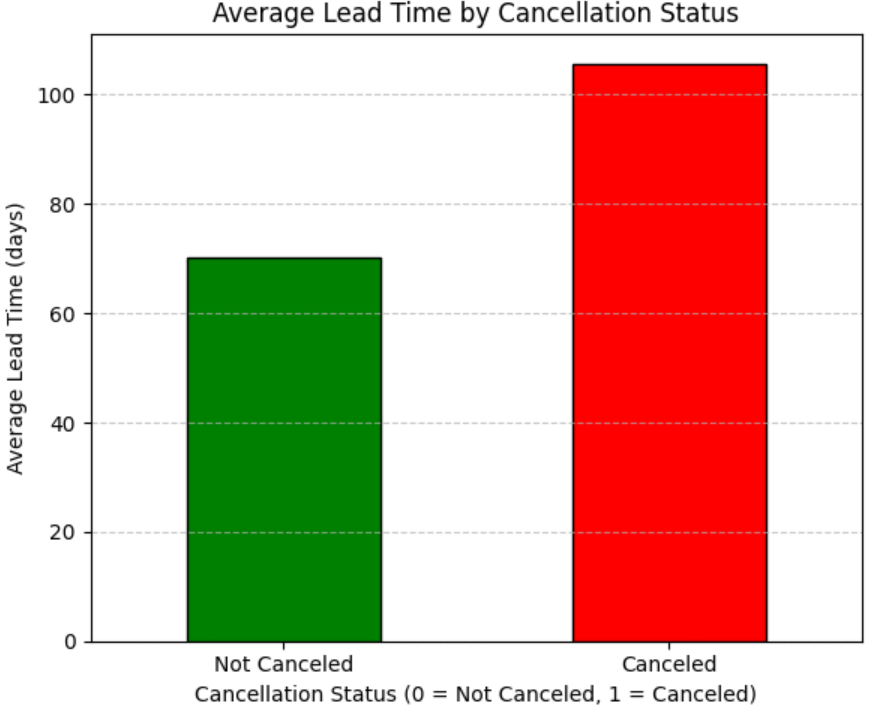 Average Lead Time by Cancellation Status
Average Lead Time (days)
100
80
60
40
20
0
Not Canceled
Canceled
Cancellation Status (0 = Not Canceled, 1 = Canceled)